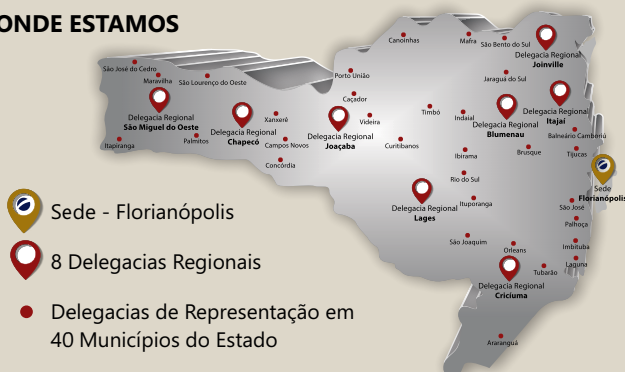 ONDE ESTAMOS
Canoinhas
Mafra
São Bento do Sul
Delegacia Regional
Joinville
São José do Cedro
Maravilha
São Lourenço do Oeste
Porto União
Jaraguá do Sul
Caçador
Delegacia Regional
São Miguel do Oeste
Xanxerê
Videira
Timbó
Indaial
Delegacia Regional
Blumenau
Delegacia Regional
Itajaí
Delegacia Regional
Chapecó
Delegacia Regional
Joaçaba
Balneário Camboriú
Itapiranga
Palmitos
Campos Novos
Curitibanos
Ibirama
Brusque
Tijucas
Concórdia
Rio do Sul
Sede
Florianópolis
Delegacia Regional
Lages
Ituporanga
São José
Palhoça
São Joaquim
Orleans
Imbituba
Tubarão
Laguna
Delegacia Regional
Criciuma
Araranguá
Sede - Florianópolis
8 Delegacias Regionais
Delegacias de Representação em
40 Municípios do Estado